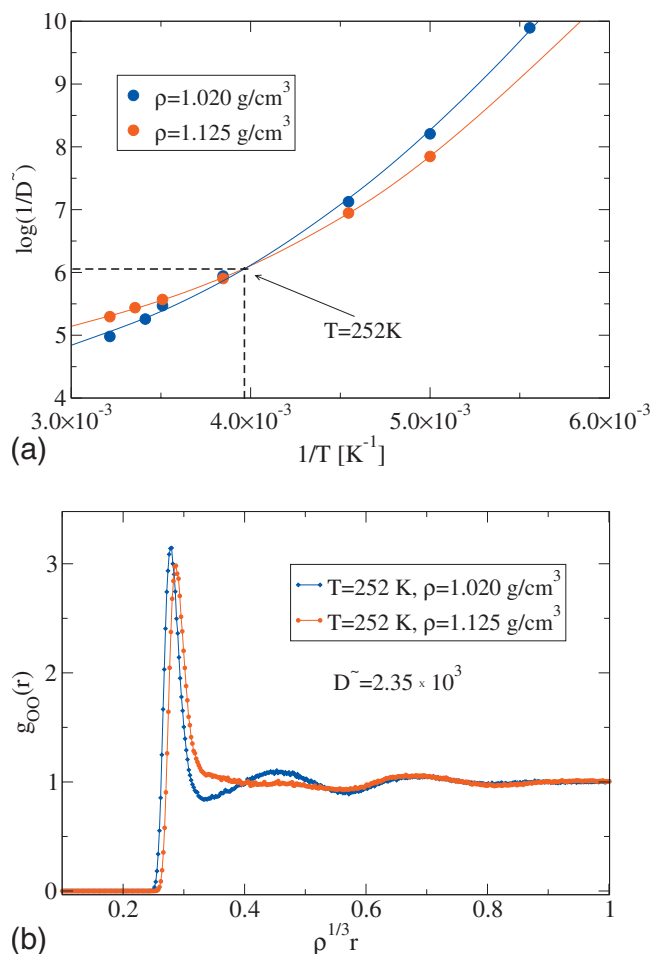 10
9
8
7
6
5
4
log(1/D˜)
ρ=1.020 g/cm³
ρ=1.125 g/cm³
T=252K
3.0×10⁻³ 4.0×10⁻³ 5.0×10⁻³ 6.0×10⁻³
1/T [K⁻¹]
(a)
3
2
1
0
g_OO(r)
T=252 K, ρ=1.020 g/cm³
T=252 K, ρ=1.125 g/cm³
D˜=2.35 × 10³
0.2 0.4 0.6 0.8 1
ρ^1/3 r
(b)